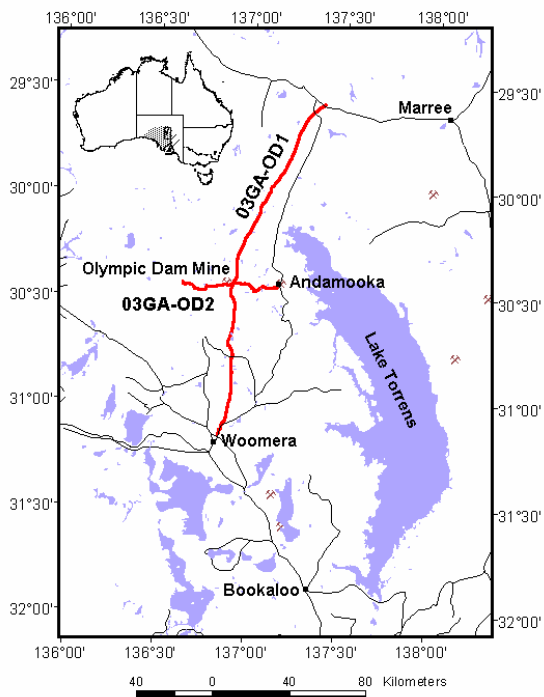 136°00' 136°30' 137°00' 137°30' 138°00'
29°30'
29°30'
Marree
03GA-OD1
30°00'
30°00'
Olympic Dam Mine
Andamooka
30°30'
30°30'
03GA-OD2
Lake Torrens
31°00'
31°00'
Woomera
31°30'
31°30'
Bookaloo
32°00'
32°00'
136°00' 136°30' 137°00' 137°30' 138°00'
40 0 40 80 Kilometers